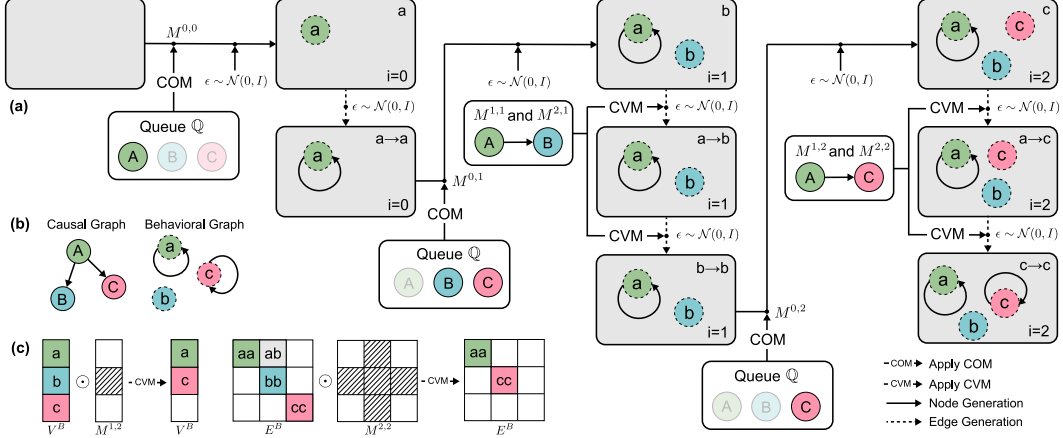 a
a
i=0
b
a
b
i=1
c
a
c
b
i=2
M^{0,0}
COM
ϵ ∼ N(0, I)
(a)
Queue ℚ
A B C
ϵ ∼ N(0, I)
a→a
a
i=0
M^{0,1}
COM
Queue ℚ
A B C
ϵ ∼ N(0, I)
M^{1,1} and M^{2,1}
A B
CVM
ϵ ∼ N(0, I)
a→b
a
b
i=1
CVM
ϵ ∼ N(0, I)
b→b
a
b
i=1
M^{0,2}
COM
Queue ℚ
A B C
ϵ ∼ N(0, I)
M^{1,2} and M^{2,2}
A C
CVM
ϵ ∼ N(0, I)
a→c
a
c
b
i=2
CVM
ϵ ∼ N(0, I)
c→c
a
c
b
i=2
(b)
Causal Graph Behavioral Graph
A
B C
a
c
b
(c)
a
b
c
V^B
⊙
M^{1,2}
CVM
a
c
V^B
aa ab
bb
cc
E^B
⊙
M^{2,2}
CVM
aa
cc
E^B
COM Apply COM
CVM Apply CVM
Node Generation
Edge Generation